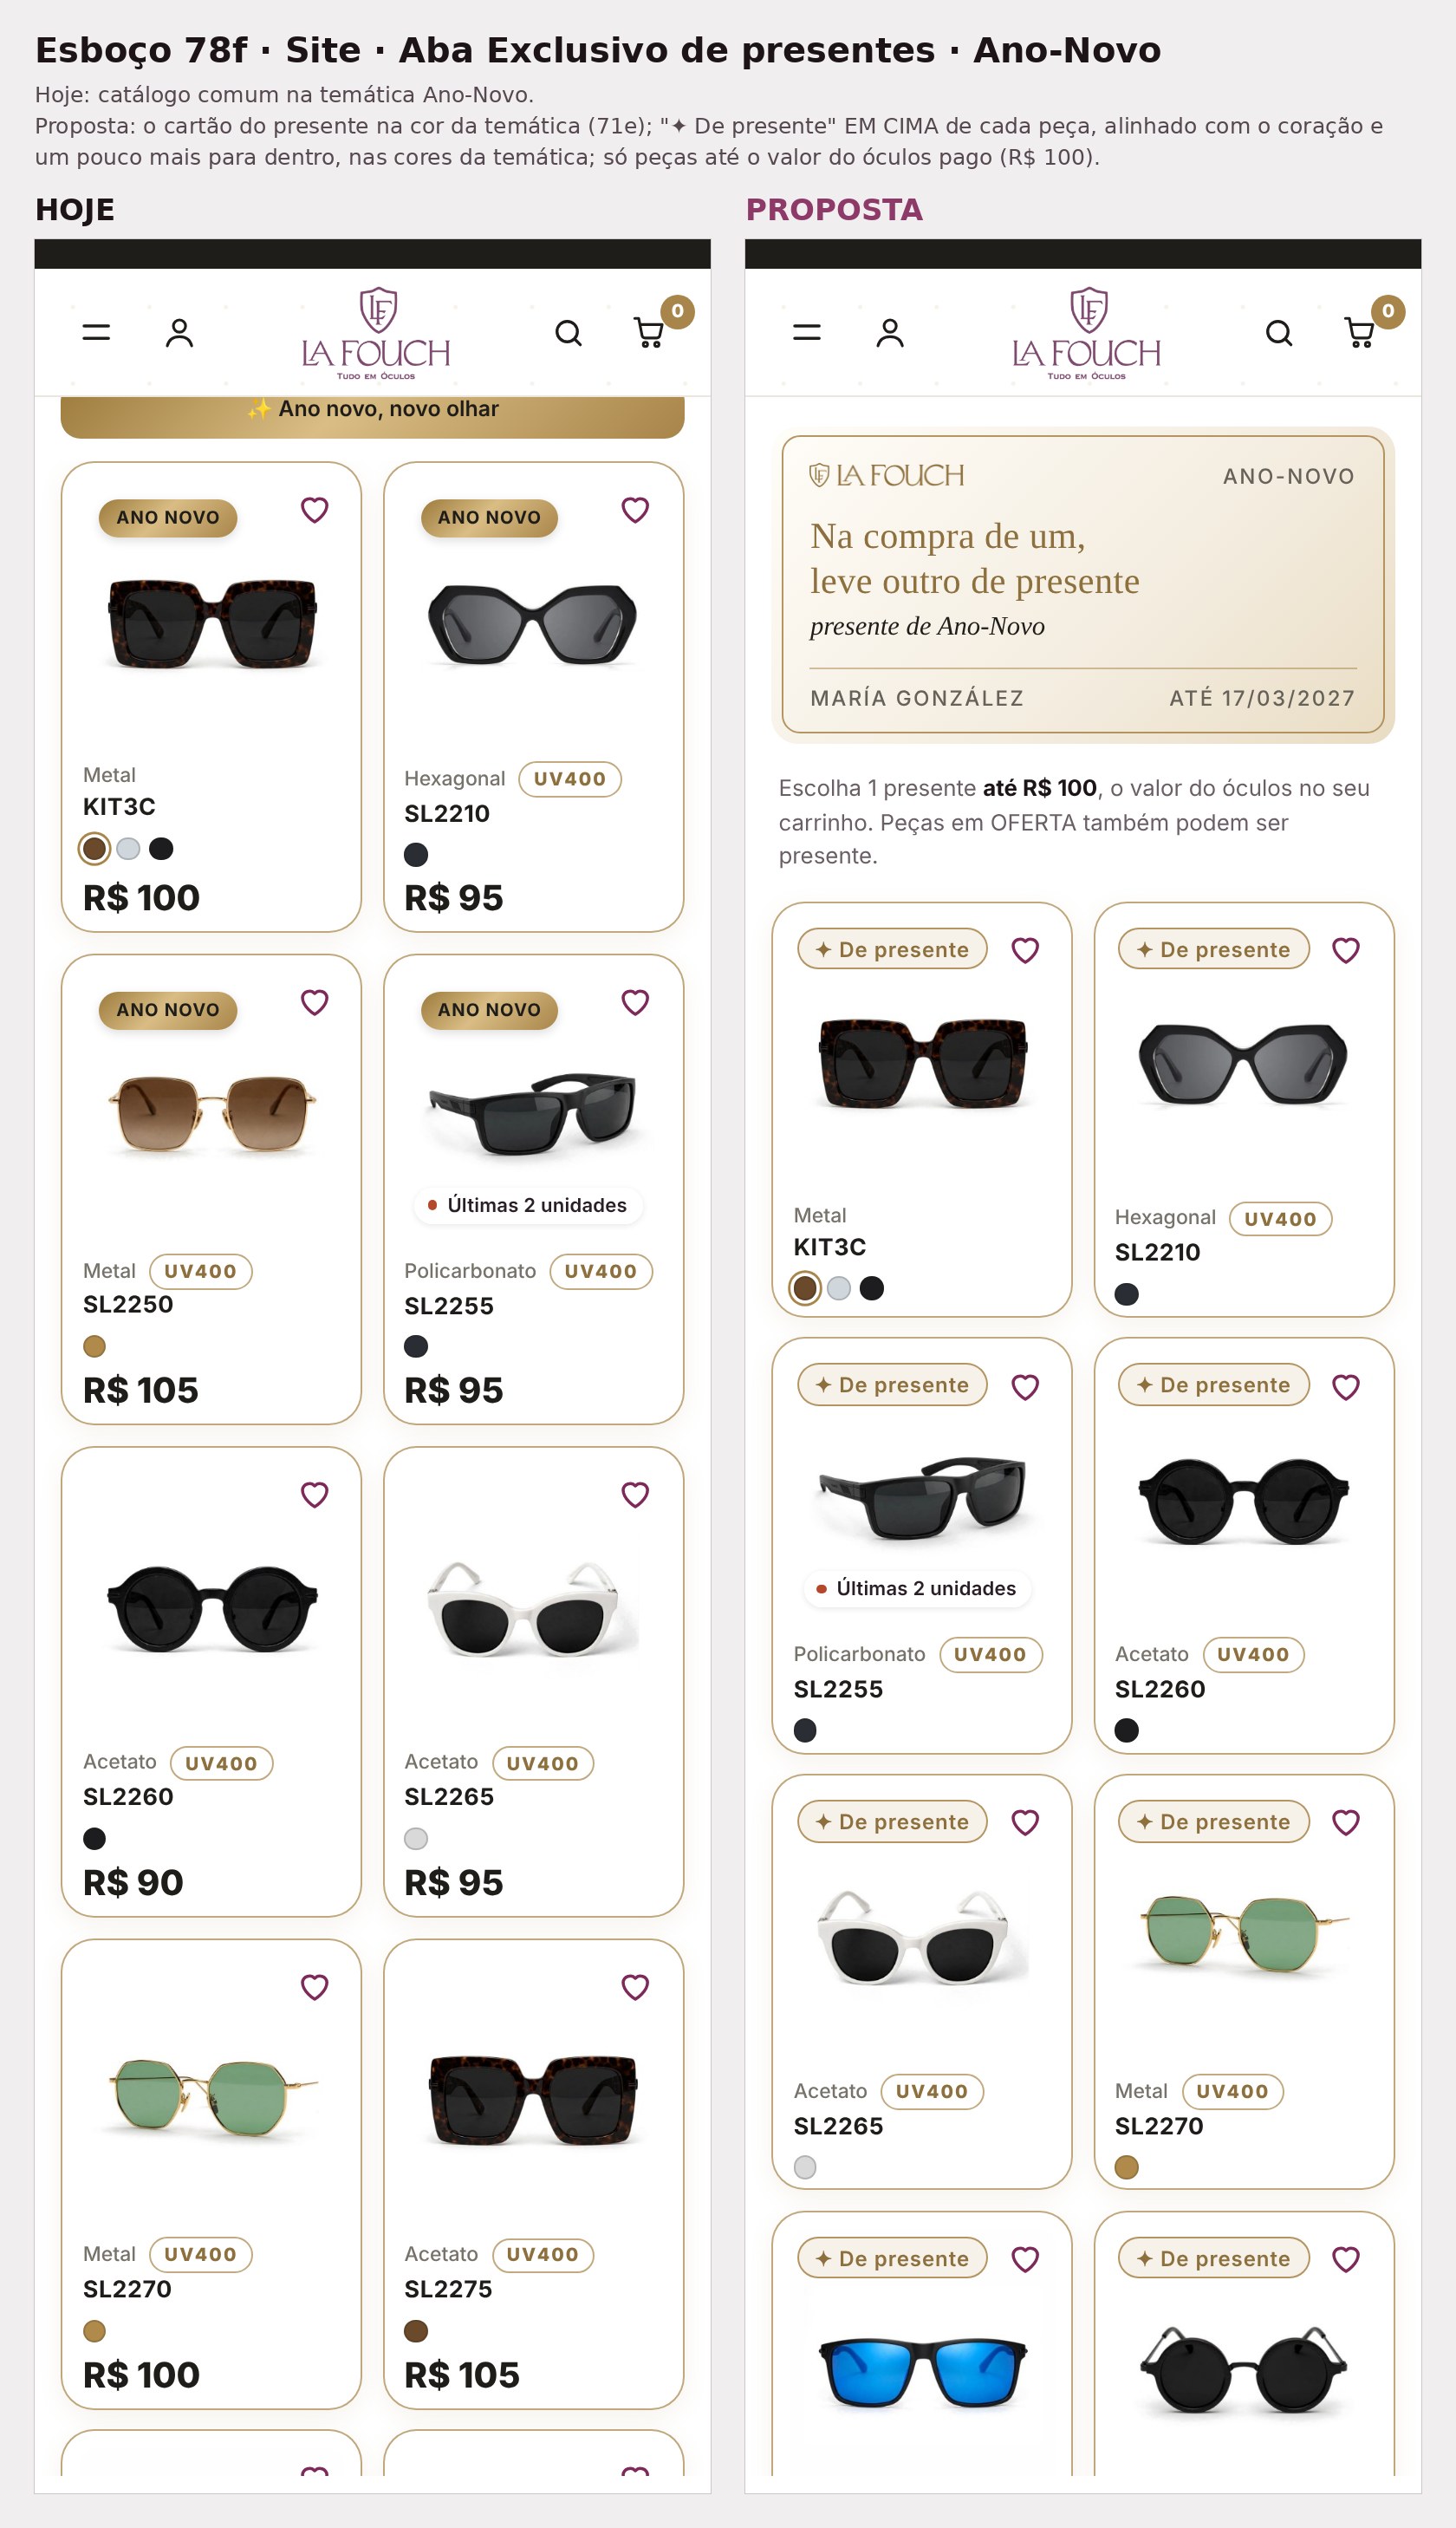 Esboço 78f · Site · Aba Exclusivo de presentes · Ano-Novo
Hoje: catálogo comum na temática Ano-Novo.
Proposta: o cartão do presente na cor da temática (71e); "✦ De presente" EM CIMA de cada peça, alinhado com o coração e
um pouco mais para dentro, nas cores da temática; só peças até o valor do óculos pago (R$ 100).
HOJE
LF
LA FOUCH
TUDO EM ÓCULOS
0
✨ Ano novo, novo olhar
ANO NOVO
ANO NOVO
Metal
KIT3C
R$ 100
Hexagonal UV400
SL2210
R$ 95
ANO NOVO
ANO NOVO
Últimas 2 unidades
Metal UV400
SL2250
R$ 105
Policarbonato UV400
SL2255
R$ 95
Acetato UV400
SL2260
R$ 90
Acetato UV400
SL2265
R$ 95
Metal UV400
SL2270
R$ 100
Acetato UV400
SL2275
R$ 105
PROPOSTA
LF
LA FOUCH
TUDO EM ÓCULOS
0
LA FOUCH
ANO-NOVO
Na compra de um,
leve outro de presente
presente de Ano-Novo
MARÍA GONZÁLEZ
ATÉ 17/03/2027
Escolha 1 presente até R$ 100, o valor do óculos no seu
carrinho. Peças em OFERTA também podem ser
presente.
✦ De presente
✦ De presente
Metal
KIT3C
Hexagonal UV400
SL2210
✦ De presente
✦ De presente
Últimas 2 unidades
Policarbonato UV400
SL2255
Acetato UV400
SL2260
✦ De presente
✦ De presente
Acetato UV400
SL2265
Metal UV400
SL2270
✦ De presente
✦ De presente